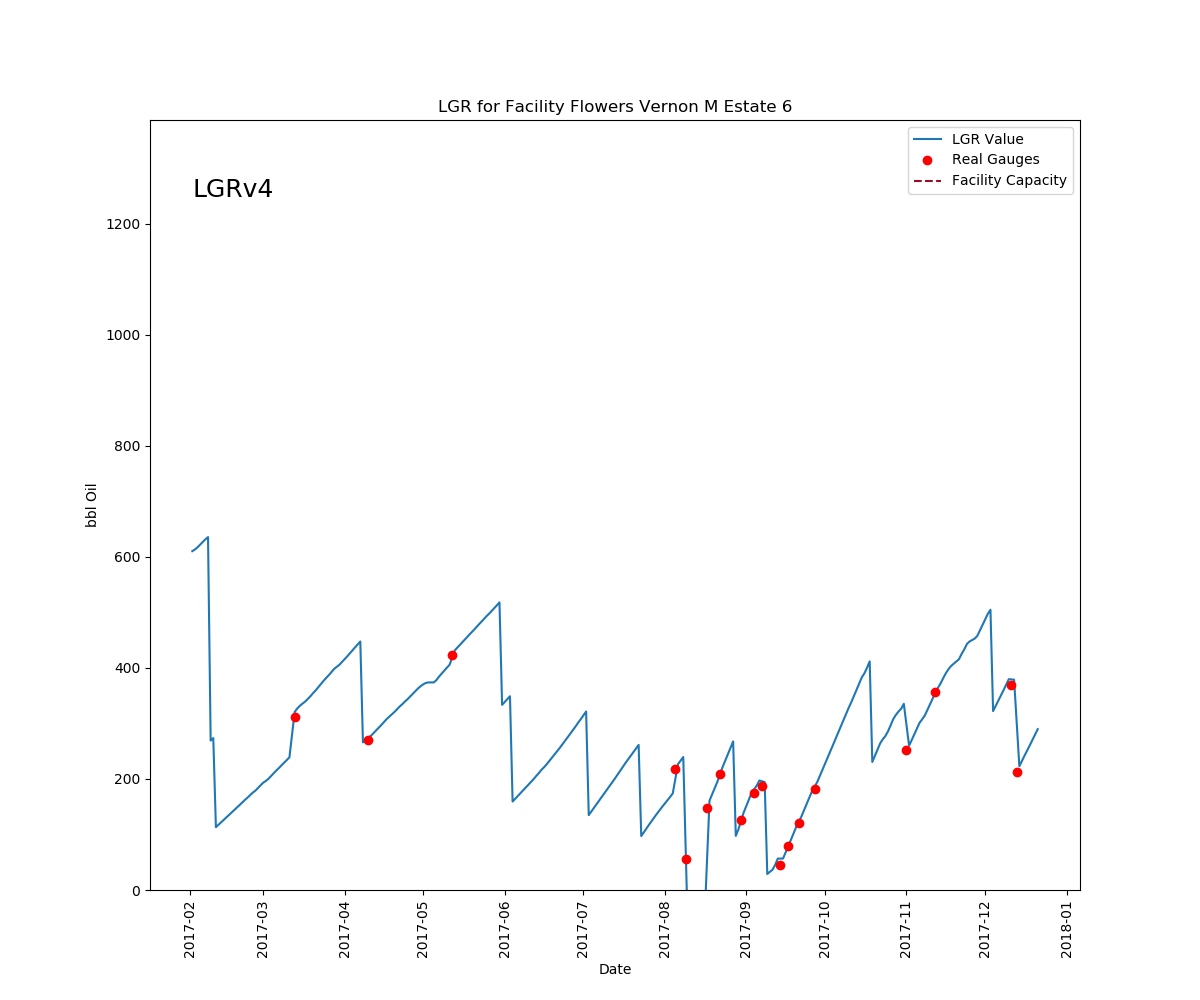 LGR for Facility Flowers Vernon M Estate 6
LGRv4
LGR Value
Real Gauges
Facility Capacity
1200
1000
800
600
400
200
0
bbl Oil
2017-02
2017-03
2017-04
2017-05
2017-06
2017-07
2017-08
2017-09
2017-10
2017-11
2017-12
2018-01
Date